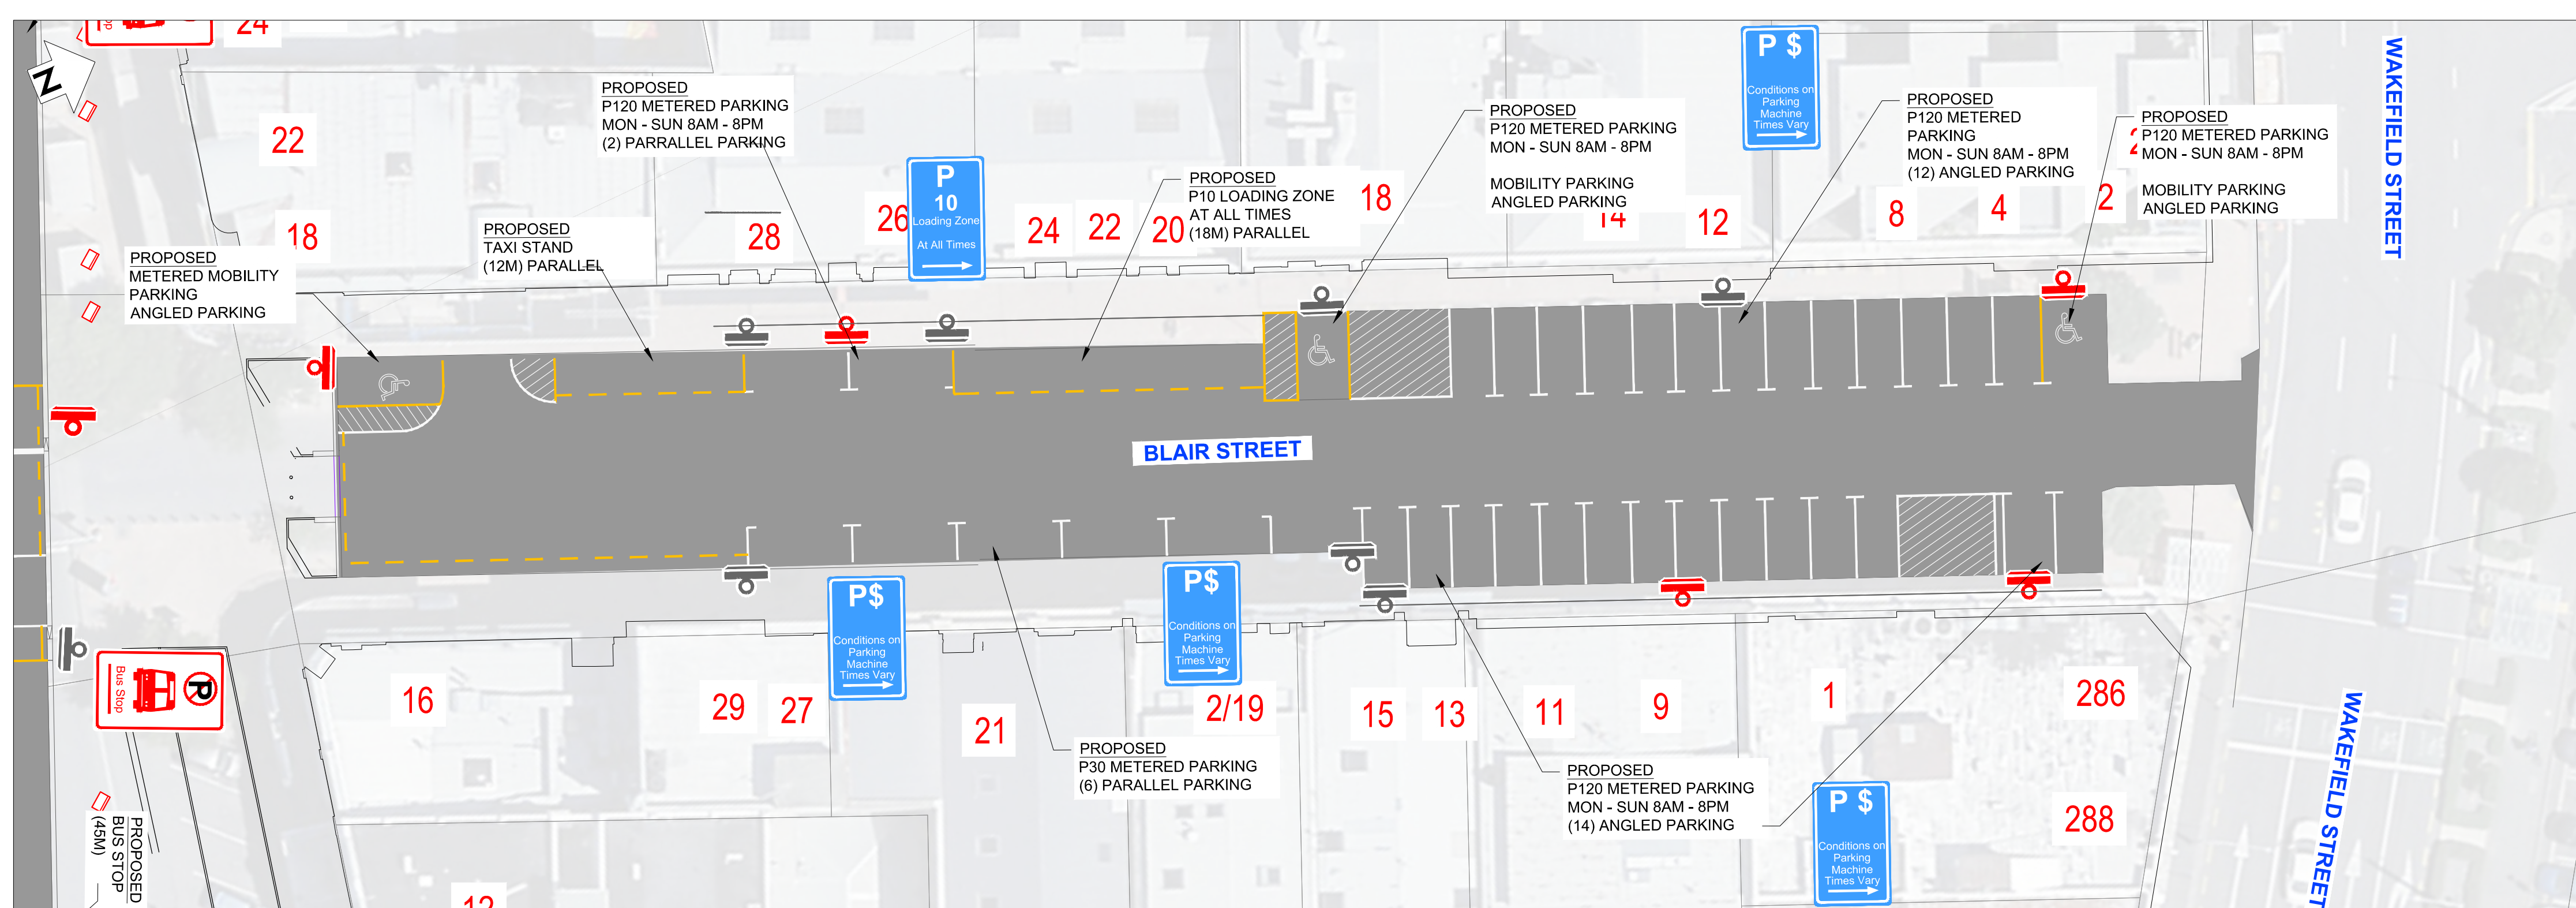 24
N
22
18
PROPOSED
METERED MOBILITY
PARKING
ANGLED PARKING
PROPOSED
TAXI STAND
(12M) PARALLEL
PROPOSED
P120 METERED PARKING
MON - SUN 8AM - 8PM
(2) PARRALLEL PARKING
28
26
P
10
Loading Zone
At All Times
24
22
20
PROPOSED
P10 LOADING ZONE
AT ALL TIMES
(18M) PARALLEL
18
PROPOSED
P120 METERED PARKING
MON - SUN 8AM - 8PM
MOBILITY PARKING
ANGLED PARKING
14
12
P $
Conditions on
Parking
Machine
Times Vary
PROPOSED
P120 METERED
PARKING
MON - SUN 8AM - 8PM
(12) ANGLED PARKING
8
4
2
PROPOSED
P120 METERED PARKING
MON - SUN 8AM - 8PM
MOBILITY PARKING
ANGLED PARKING
WAKEFIELD STREET
BLAIR STREET
P
Bus Stop
PROPOSED
BUS STOP
(45M)
16
29
27
P$
Conditions on
Parking
Machine
Times Vary
21
P$
Conditions on
Parking
Machine
Times Vary
2/19
15
13
11
9
1
286
288
PROPOSED
P30 METERED PARKING
(6) PARALLEL PARKING
PROPOSED
P120 METERED PARKING
MON - SUN 8AM - 8PM
(14) ANGLED PARKING
P $
Conditions on
Parking
Machine
Times Vary
WAKEFIELD STREET
12